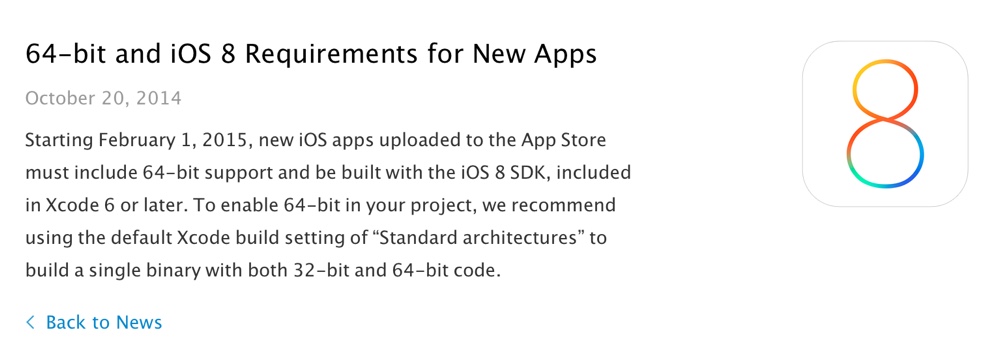 64-bit and iOS 8 Requirements for New Apps
October 20, 2014
Starting February 1, 2015, new iOS apps uploaded to the App Store
must include 64-bit support and be built with the iOS 8 SDK, included
in Xcode 6 or later. To enable 64-bit in your project, we recommend
using the default Xcode build setting of “Standard architectures” to
build a single binary with both 32-bit and 64-bit code.
Back to News
8